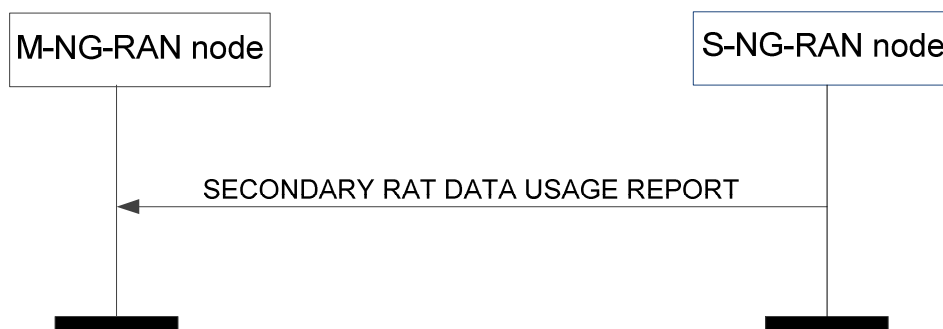 M-NG-RAN node
S-NG-RAN node
SECONDARY RAT DATA USAGE REPORT